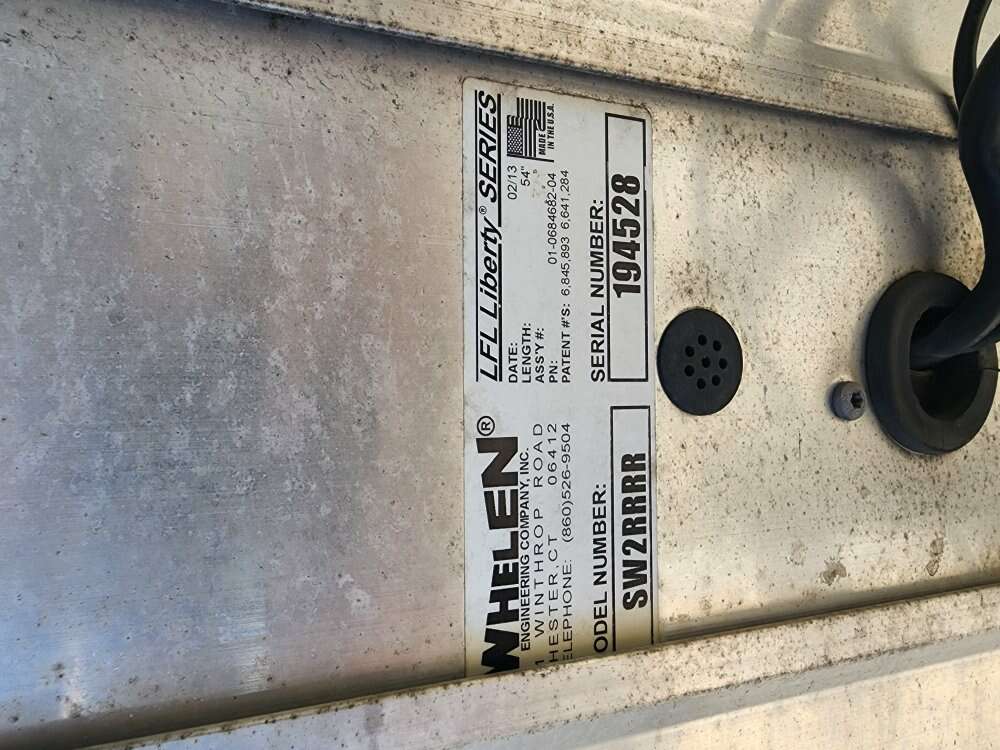 WHELEN®
ENGINEERING COMPANY, INC.
WINTHROP ROAD
HESTER, CT 06412
ELEPHONE: (860)526-9504
ODEL NUMBER:
SW2RRRR
LFL Liberty® SERIES
DATE: 02/13
LENGTH: 54"
ASS'Y #:
PN: 01-0684682-04
PATENT #'S: 6,845,893 6,641,284
MADE
IN THE U.S.A.
SERIAL NUMBER:
194528